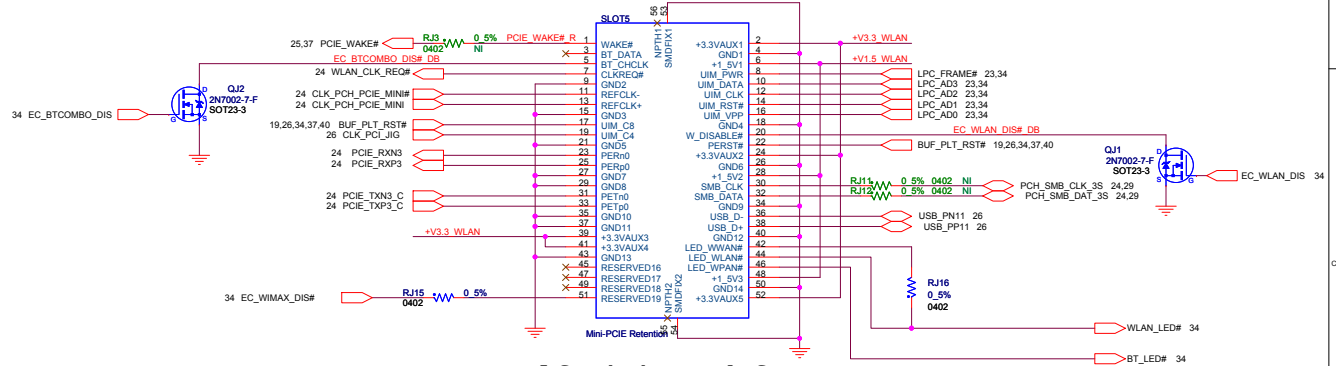 SLOT5
56 53
NPTH1
SMDFIX1
25,37 PCIE_WAKE#
RJ3 0_5%
0402 NI
PCIE_WAKE#_R
1 WAKE#
3 BT_DATA
5 BT_CHCLK
7 CLKREQ#
9 GND2
11 REFCLK-
13 REFCLK+
15 GND3
17 UIM_C8
19 UIM_C4
21 GND5
23 PERn0
25 PERp0
27 GND7
29 GND8
31 PETn0
33 PETp0
35 GND10
37 GND11
39 +3.3VAUX3
41 +3.3VAUX4
43 GND13
45 RESERVED16
47 RESERVED17
49 RESERVED18
51 RESERVED19
+3.3VAUX1 2
GND1 4
+1_5V1 6
UIM_PWR 8
UIM_DATA 10
UIM_CLK 12
UIM_RST# 14
UIM_VPP 16
GND4 18
W_DISABLE# 20
PERST# 22
+3.3VAUX2 24
GND6 26
+1_5V2 28
SMB_CLK 30
SMB_DATA 32
GND9 34
USB_D- 36
USB_D+ 38
GND12 40
LED_WWAN# 42
LED_WLAN# 44
LED_WPAN# 46
+1_5V3 48
GND14 50
+3.3VAUX5 52
NPTH2
SMDFIX2
55 54
Mini-PCIE Retention
EC_BTCOMBO_DIS#_DB
24 WLAN_CLK_REQ#
QJ2
2N7002-7-F
SOT23-3
D
G
S
34 EC_BTCOMBO_DIS
24 CLK_PCH_PCIE_MINI#
24 CLK_PCH_PCIE_MINI
19,26,34,37,40 BUF_PLT_RST#
26 CLK_PCI_JIG
24 PCIE_RXN3
24 PCIE_RXP3
24 PCIE_TXN3_C
24 PCIE_TXP3_C
+V3.3_WLAN
34 EC_WIMAX_DIS#
RJ15 0_5%
0402
+V3.3_WLAN
+V1.5_WLAN
LPC_FRAME# 23,34
LPC_AD3 23,34
LPC_AD2 23,34
LPC_AD1 23,34
LPC_AD0 23,34
EC_WLAN_DIS#_DB
BUF_PLT_RST# 19,26,34,37,40
QJ1
2N7002-7-F
SOT23-3
D
G
S
EC_WLAN_DIS 34
RJ11 0_5% 0402 NI
RJ12 0_5% 0402 NI
PCH_SMB_CLK_3S 24,29
PCH_SMB_DAT_3S 24,29
USB_PN11 26
USB_PP11 26
RJ16
0_5%
0402
WLAN_LED# 34
BT_LED# 34
C